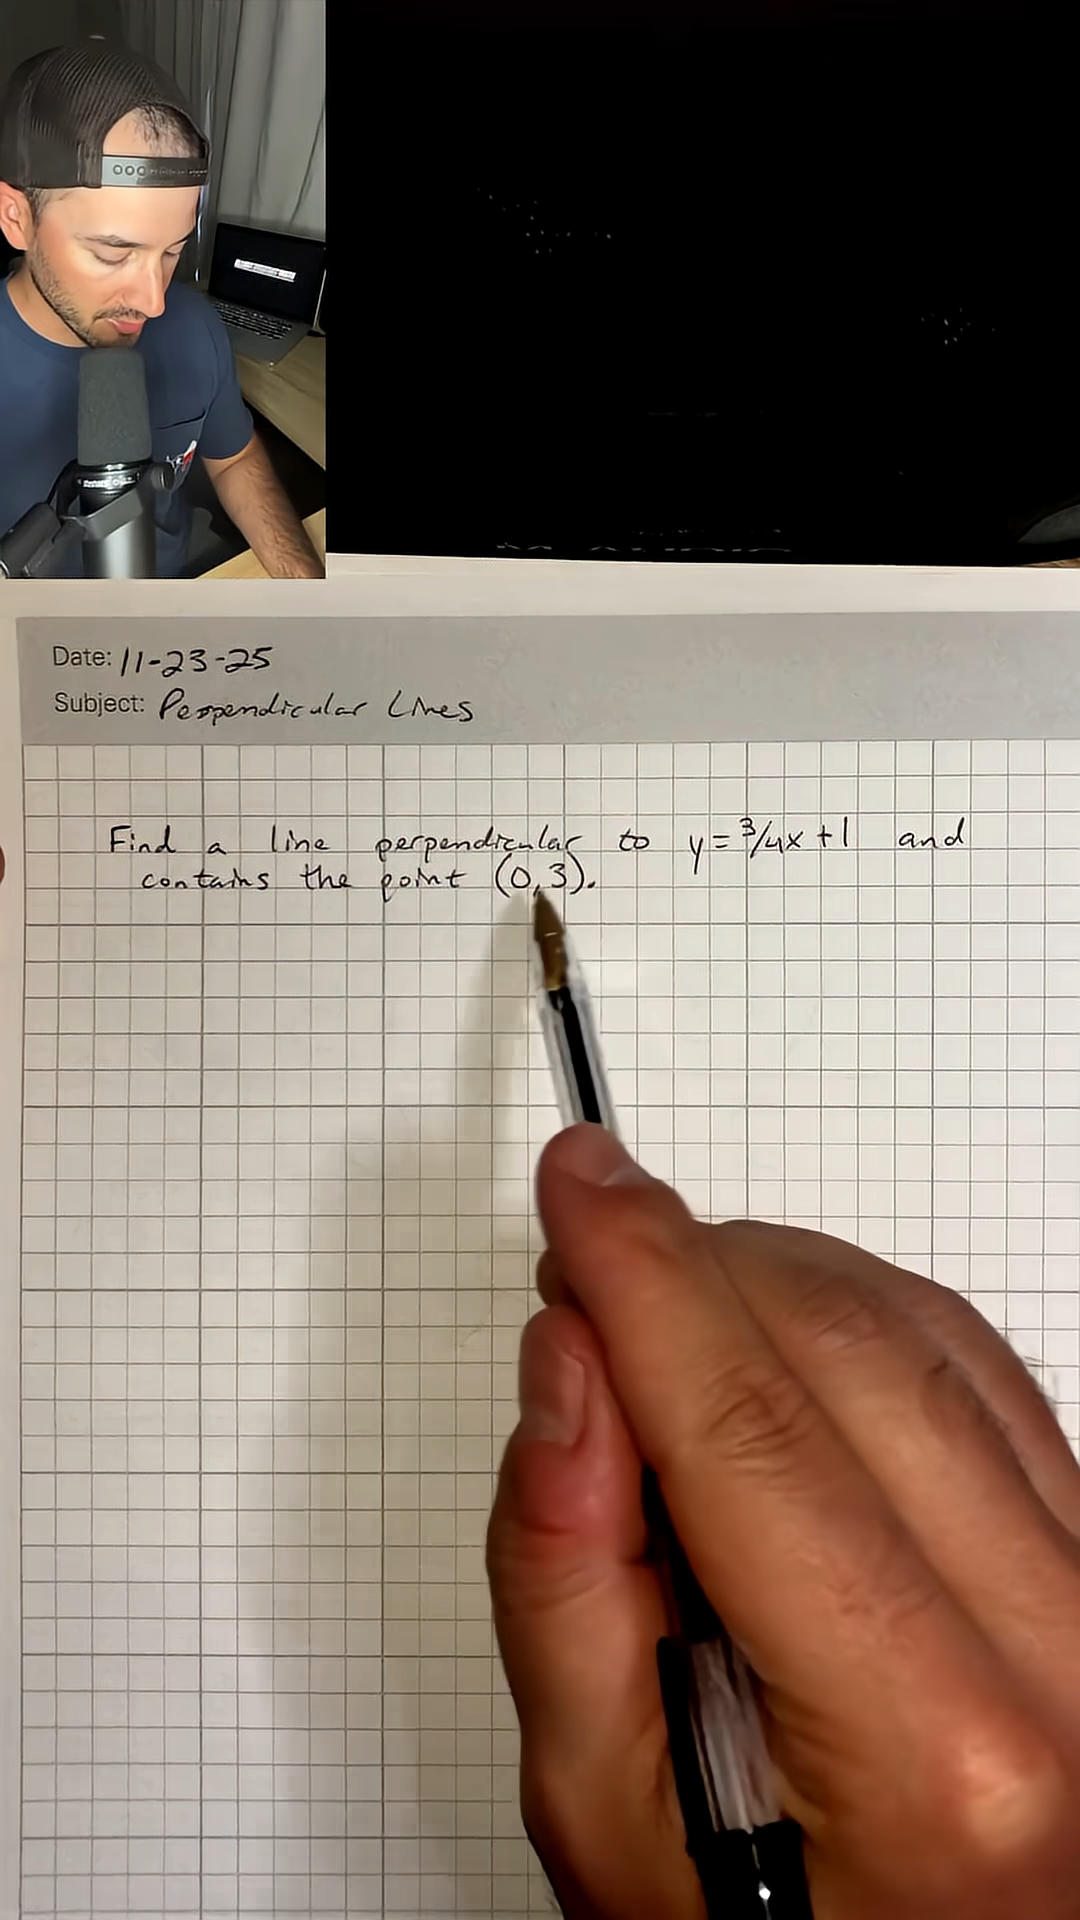 Date: 11-23-25
Subject: Perpendicular Lines
Find a line perpendicular to y=3/4x+1 and
contains the point (0,3).